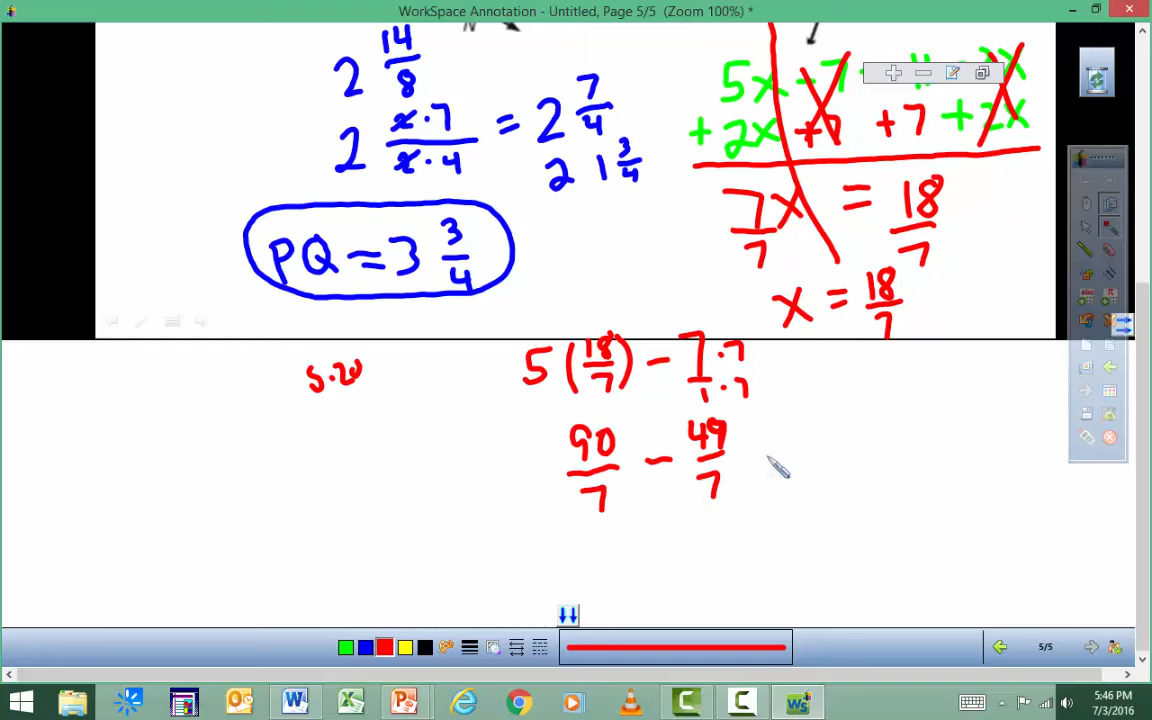 WorkSpace Annotation - Untitled, Page 5/5 (Zoom 100%) *
N
2 14/8
2 2·7/2·4 = 2 7/4
2 1 3/4
PQ = 3 3/4
5x - 7
+ 2x + 7 + 7 + 2x
7x/7 = 18/7
x = 18/7
5·20
5(18/7) - 7·7/1·7
90/7 - 49/7
5/5
5:46 PM
7/3/2016